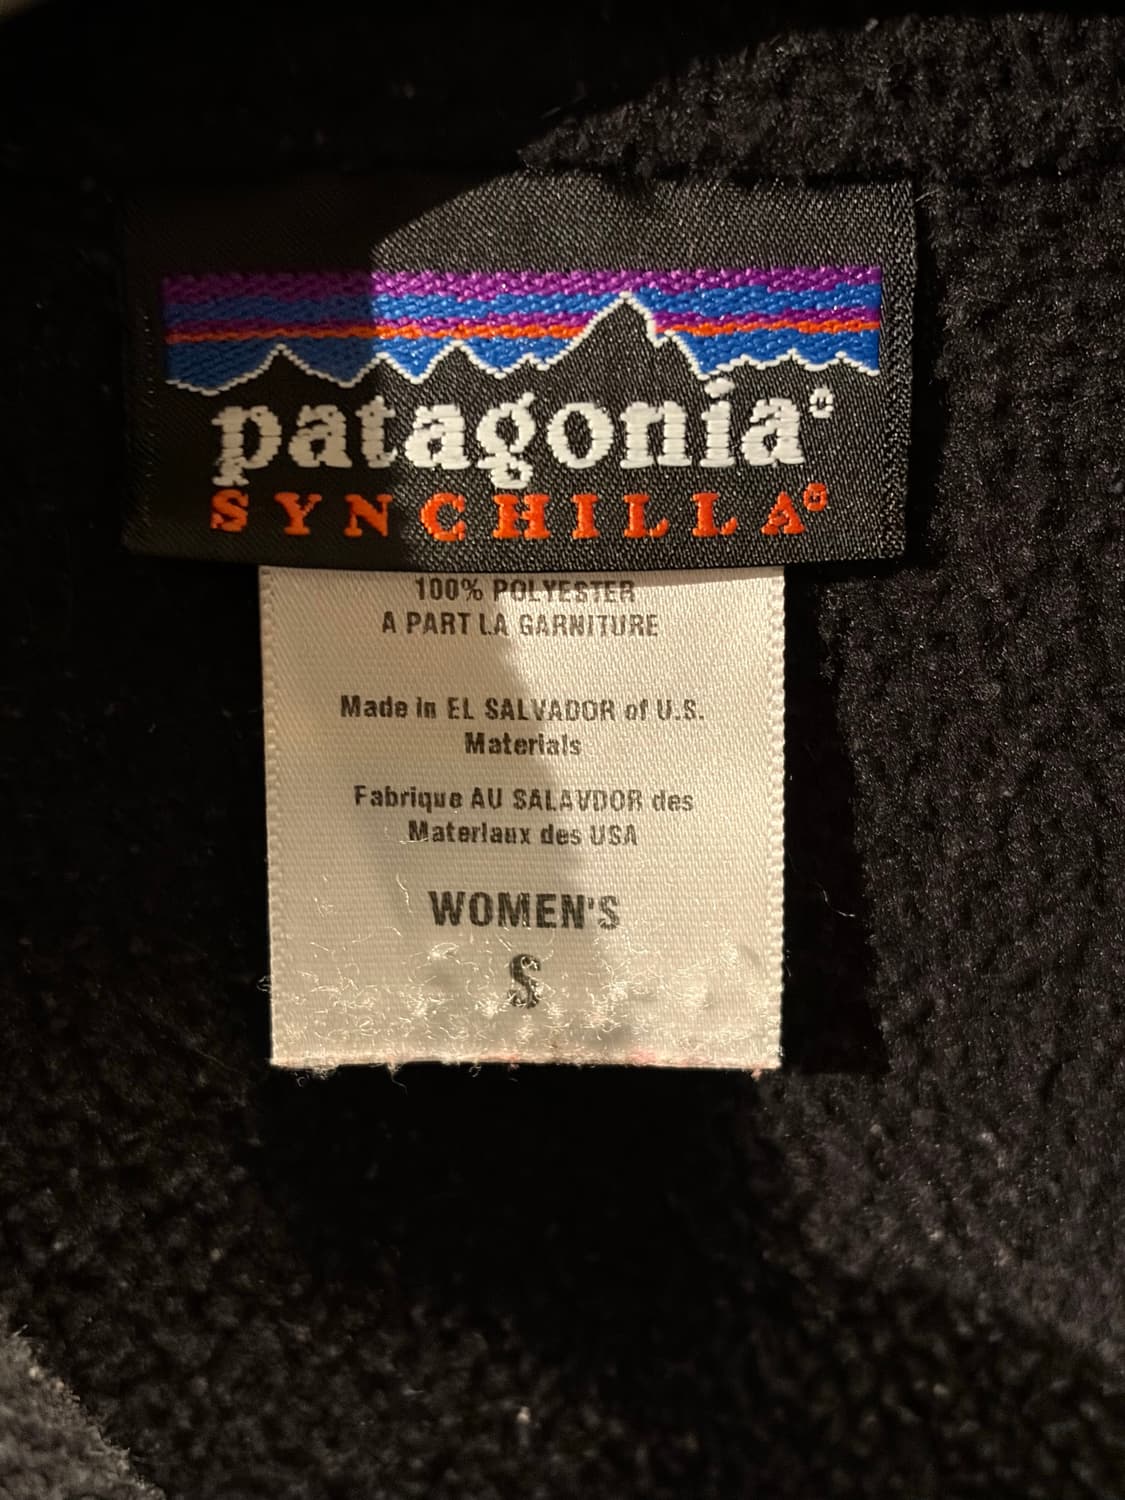 patagonia®
SYNCHILLA®
100% POLYESTER
A PART LA GARNITURE
Made in EL SALVADOR of U.S.
Materials
Fabrique AU SALAVDOR des
Materiaux des USA
WOMEN'S
S